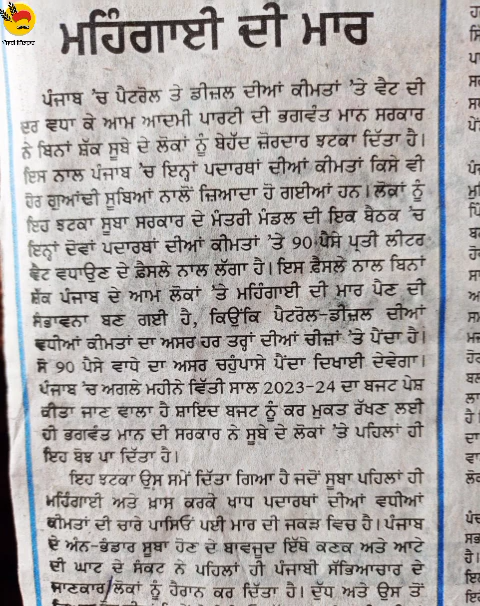 ਮਹਿੰਗਾਈ ਦੀ ਮਾਰ
ਪੰਜਾਬ 'ਚ ਪੈਟਰੋਲ ਤੇ ਡੀਜ਼ਲ ਦੀਆਂ ਕੀਮਤਾਂ 'ਤੇ ਵੈਟ ਦੀ
ਦਰ ਵਧਾ ਕੇ ਆਮ ਆਦਮੀ ਪਾਰਟੀ ਦੀ ਭਗਵੰਤ ਮਾਨ ਸਰਕਾਰ
ਨੇ ਬਿਨਾਂ ਸ਼ੱਕ ਸੂਬੇ ਦੇ ਲੋਕਾਂ ਨੂੰ ਬੇਹੱਦ ਜ਼ੋਰਦਾਰ ਝਟਕਾ ਦਿੱਤਾ ਹੈ।
ਇਸ ਨਾਲ ਪੰਜਾਬ 'ਚ ਇਨ੍ਹਾਂ ਪਦਾਰਥਾਂ ਦੀਆਂ ਕੀਮਤਾਂ ਕਿਸੇ ਵੀ
ਹੋਰ ਗੁਆਂਢੀ ਸੂਬਿਆਂ ਨਾਲੋਂ ਜ਼ਿਆਦਾ ਹੋ ਗਈਆਂ ਹਨ। ਲੋਕਾਂ ਨੂੰ
ਇਹ ਝਟਕਾ ਸੂਬਾ ਸਰਕਾਰ ਦੇ ਮੰਤਰੀ ਮੰਡਲ ਦੀ ਇਕ ਬੈਠਕ 'ਚ
ਇਨ੍ਹਾਂ ਦੋਵਾਂ ਪਦਾਰਥਾਂ ਦੀਆਂ ਕੀਮਤਾਂ 'ਤੇ 90 ਪੈਸੇ ਪ੍ਰਤੀ ਲੀਟਰ
ਵੈਟ ਵਧਾਉਣ ਦੇ ਫ਼ੈਸਲੇ ਨਾਲ ਲੱਗਾ ਹੈ। ਇਸ ਫ਼ੈਸਲੇ ਨਾਲ ਬਿਨਾਂ
ਸ਼ੱਕ ਪੰਜਾਬ ਦੇ ਆਮ ਲੋਕਾਂ 'ਤੇ ਮਹਿੰਗਾਈ ਦੀ ਮਾਰ ਪੈਣ ਦੀ
ਸੰਭਾਵਨਾ ਬਣ ਗਈ ਹੈ, ਕਿਉਂਕਿ ਪੈਟਰੋਲ-ਡੀਜ਼ਲ ਦੀਆਂ
ਵਧੀਆਂ ਕੀਮਤਾਂ ਦਾ ਅਸਰ ਹਰ ਤਰ੍ਹਾਂ ਦੀਆਂ ਚੀਜ਼ਾਂ 'ਤੇ ਪੈਂਦਾ ਹੈ।
ਸੋ 90 ਪੈਸੇ ਵਾਧੇ ਦਾ ਅਸਰ ਚਹੁੰਪਾਸੇ ਪੈਂਦਾ ਦਿਖਾਈ ਦੇਵੇਗਾ।
ਪੰਜਾਬ 'ਚ ਅਗਲੇ ਮਹੀਨੇ ਵਿੱਤੀ ਸਾਲ 2023-24 ਦਾ ਬਜਟ ਪੇਸ਼
ਕੀਤਾ ਜਾਣ ਵਾਲਾ ਹੈ ਸ਼ਾਇਦ ਬਜਟ ਨੂੰ ਕਰ ਮੁਕਤ ਰੱਖਣ ਲਈ
ਹੀ ਭਗਵੰਤ ਮਾਨ ਦੀ ਸਰਕਾਰ ਨੇ ਸੂਬੇ ਦੇ ਲੋਕਾਂ 'ਤੇ ਪਹਿਲਾਂ ਹੀ
ਇਹ ਬੋਝ ਪਾ ਦਿੱਤਾ ਹੈ।
ਇਹ ਝਟਕਾ ਉਸ ਸਮੇਂ ਦਿੱਤਾ ਗਿਆ ਹੈ ਜਦੋਂ ਸੂਬਾ ਪਹਿਲਾਂ ਹੀ
ਮਹਿੰਗਾਈ ਅਤੇ ਖ਼ਾਸ ਕਰਕੇ ਖਾਧ ਪਦਾਰਥਾਂ ਦੀਆਂ ਵਧੀਆਂ
ਕੀਮਤਾਂ ਦੀ ਚਾਰੇ ਪਾਸਿਓਂ ਪਈ ਮਾਰ ਦੀ ਜਕੜ ਵਿਚ ਹੈ। ਪੰਜਾਬ
ਦੇ ਅੰਨ-ਭੰਡਾਰ ਸੂਬਾ ਹੋਣ ਦੇ ਬਾਵਜੂਦ ਇੱਥੇ ਕਣਕ ਅਤੇ ਆਟੇ
ਦੀ ਘਾਟ ਦੇ ਸੰਕਟ ਨੇ ਪਹਿਲਾਂ ਹੀ ਪੰਜਾਬੀ ਸੱਭਿਆਚਾਰ ਦੇ
ਜਾਣਕਾਰ ਲੋਕਾਂ ਨੂੰ ਹੈਰਾਨ ਕਰ ਦਿੱਤਾ ਹੈ। ਦੁੱਧ ਅਤੇ ਉਸ ਤੋਂ